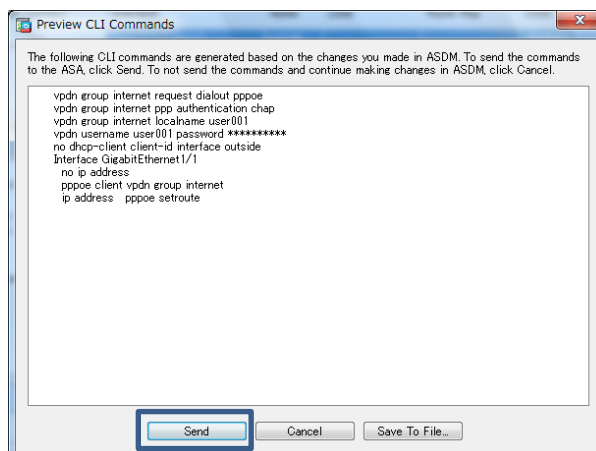 Preview CLI Commands
The following CLI commands are generated based on the changes you made in ASDM. To send the commands
to the ASA, click Send. To not send the commands and continue making changes in ASDM, click Cancel.
vpdn group internet request dialout pppoe
vpdn group internet ppp authentication chap
vpdn group internet localname user001
vpdn username user001 password **********
no dhcp-client client-id interface outside
Interface GigabitEthernet1/1
no ip address
pppoe client vpdn group internet
ip address pppoe setroute
Send Cancel Save To File...